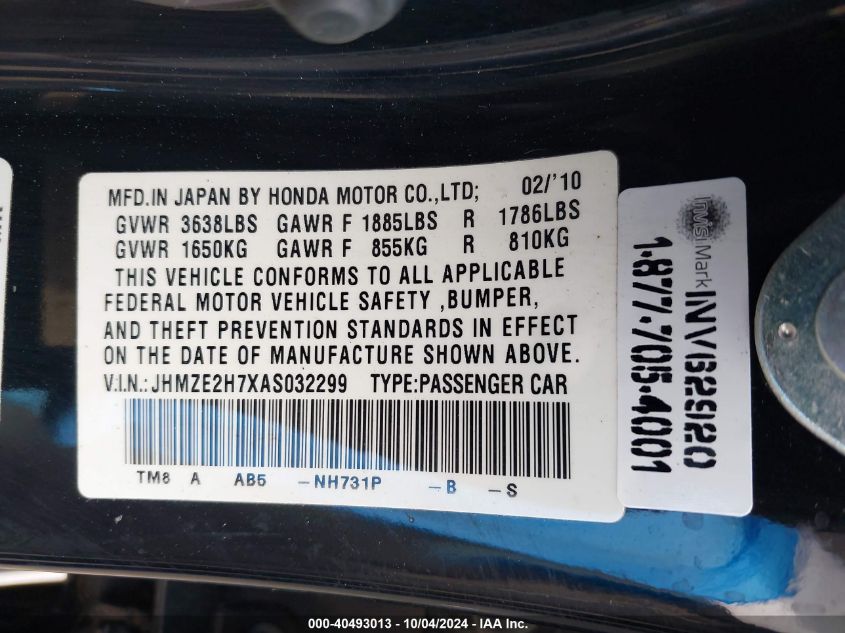 MFD.IN JAPAN BY HONDA MOTOR CO.,LTD; 02/'10
GVWR 3638LBS GAWR F 1885LBS R 1786LBS
GVWR 1650KG GAWR F 855KG R 810KG
THIS VEHICLE CONFORMS TO ALL APPLICABLE
FEDERAL MOTOR VEHICLE SAFETY ,BUMPER,
AND THEFT PREVENTION STANDARDS IN EFFECT
ON THE DATE OF MANUFACTURE SHOWN ABOVE.
V.I.N.:JHMZE2H7XAS032299 TYPE:PASSENGER CAR
TM8 A AB5 -NH731P -B -S
InvisiMark INV62920
1-877-705-4001
000-40493013 - 10/04/2024 - IAA Inc.